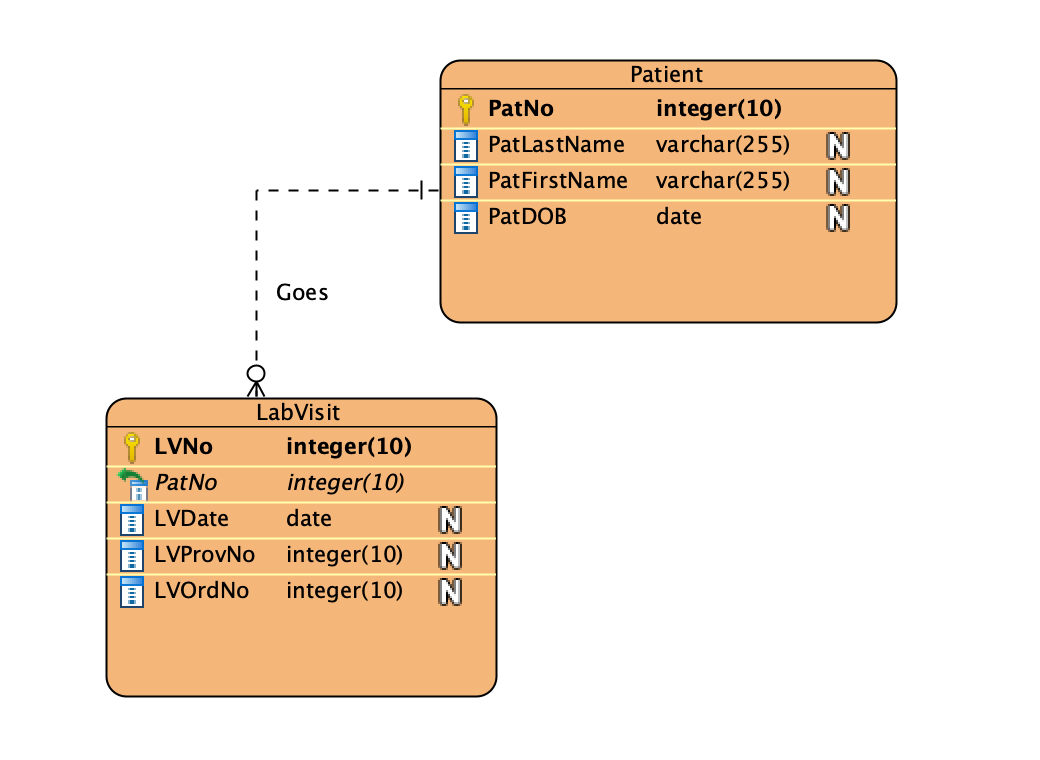 Patient
PatNo integer(10)
PatLastName varchar(255) N
PatFirstName varchar(255) N
PatDOB date N
Goes
LabVisit
LVNo integer(10)
PatNo integer(10)
LVDate date N
LVProvNo integer(10) N
LVOrdNo integer(10) N